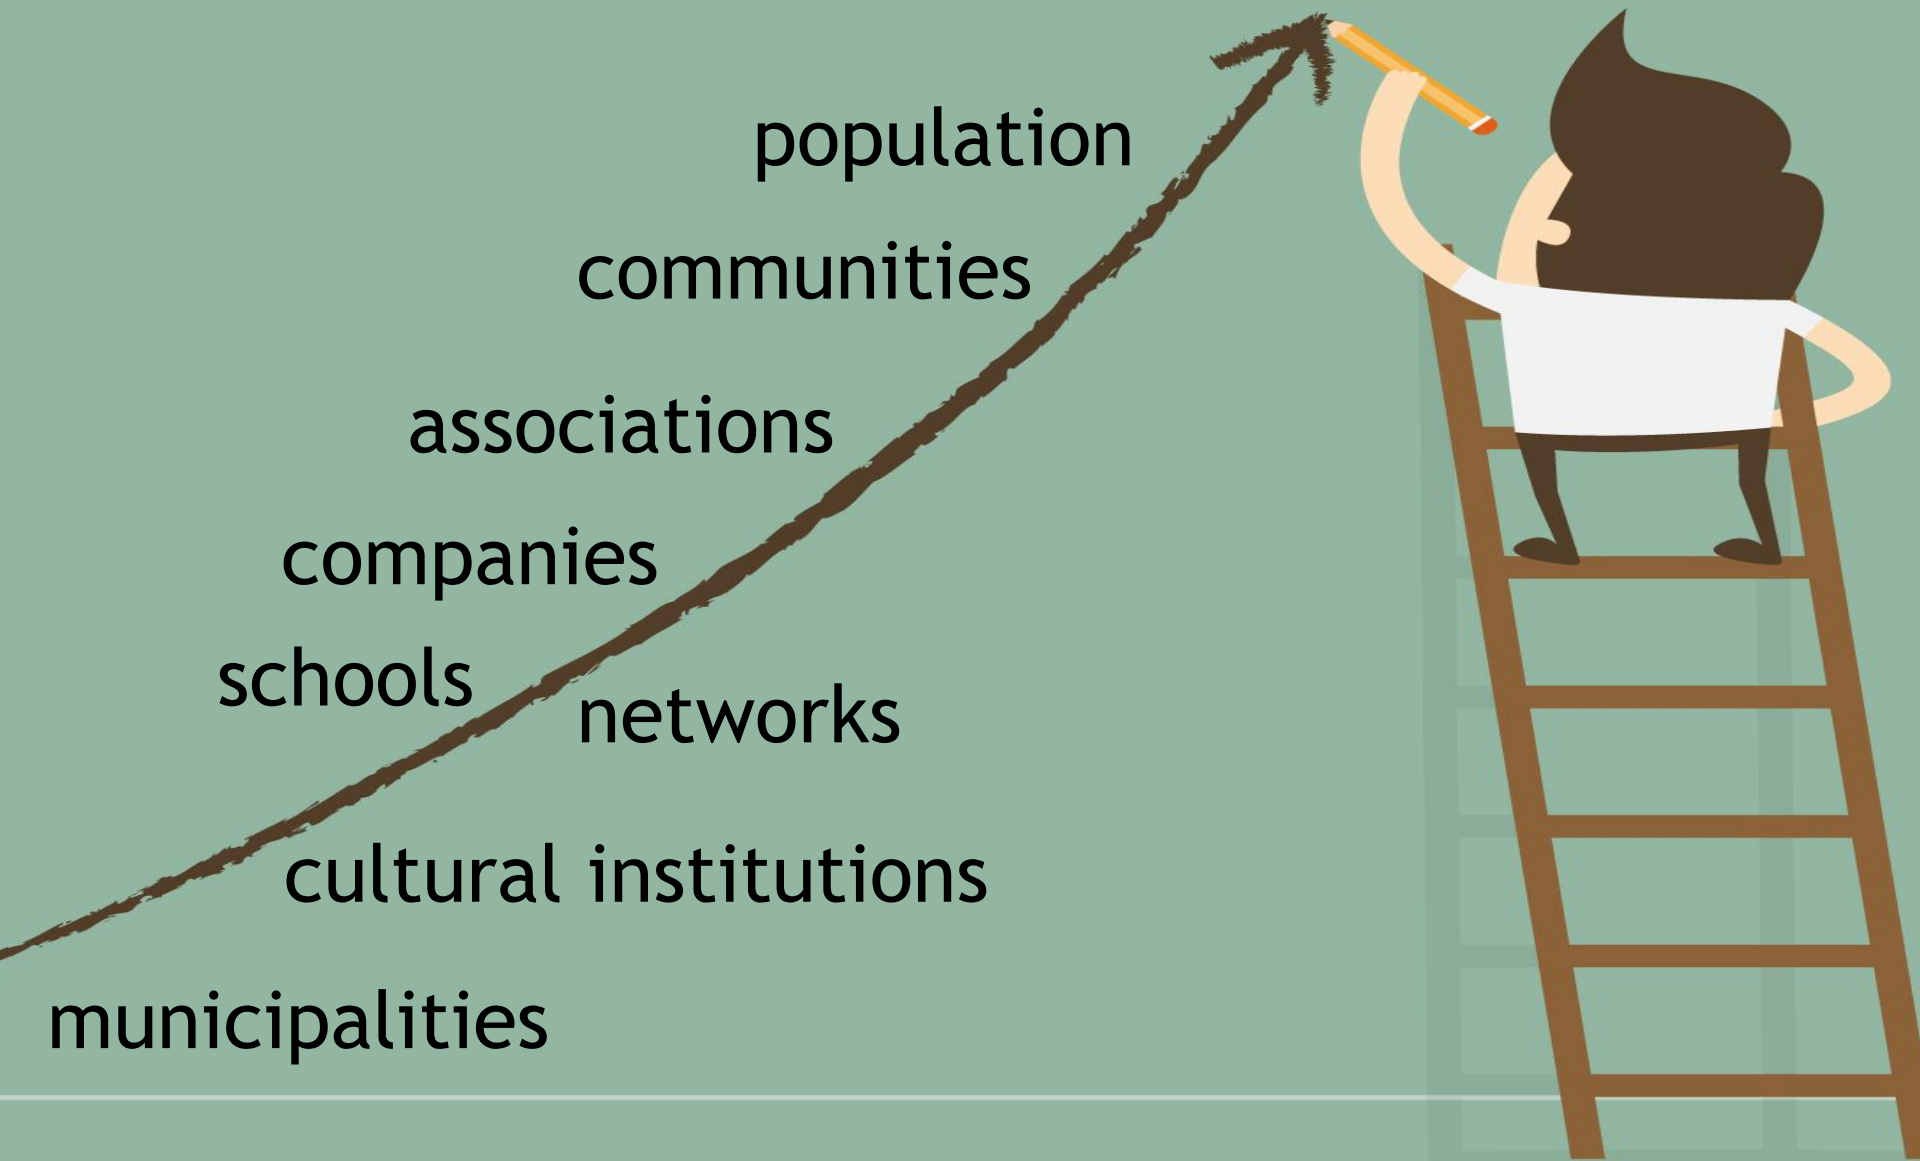 population
communities
associations
companies
schools
networks
cultural institutions
municipalities